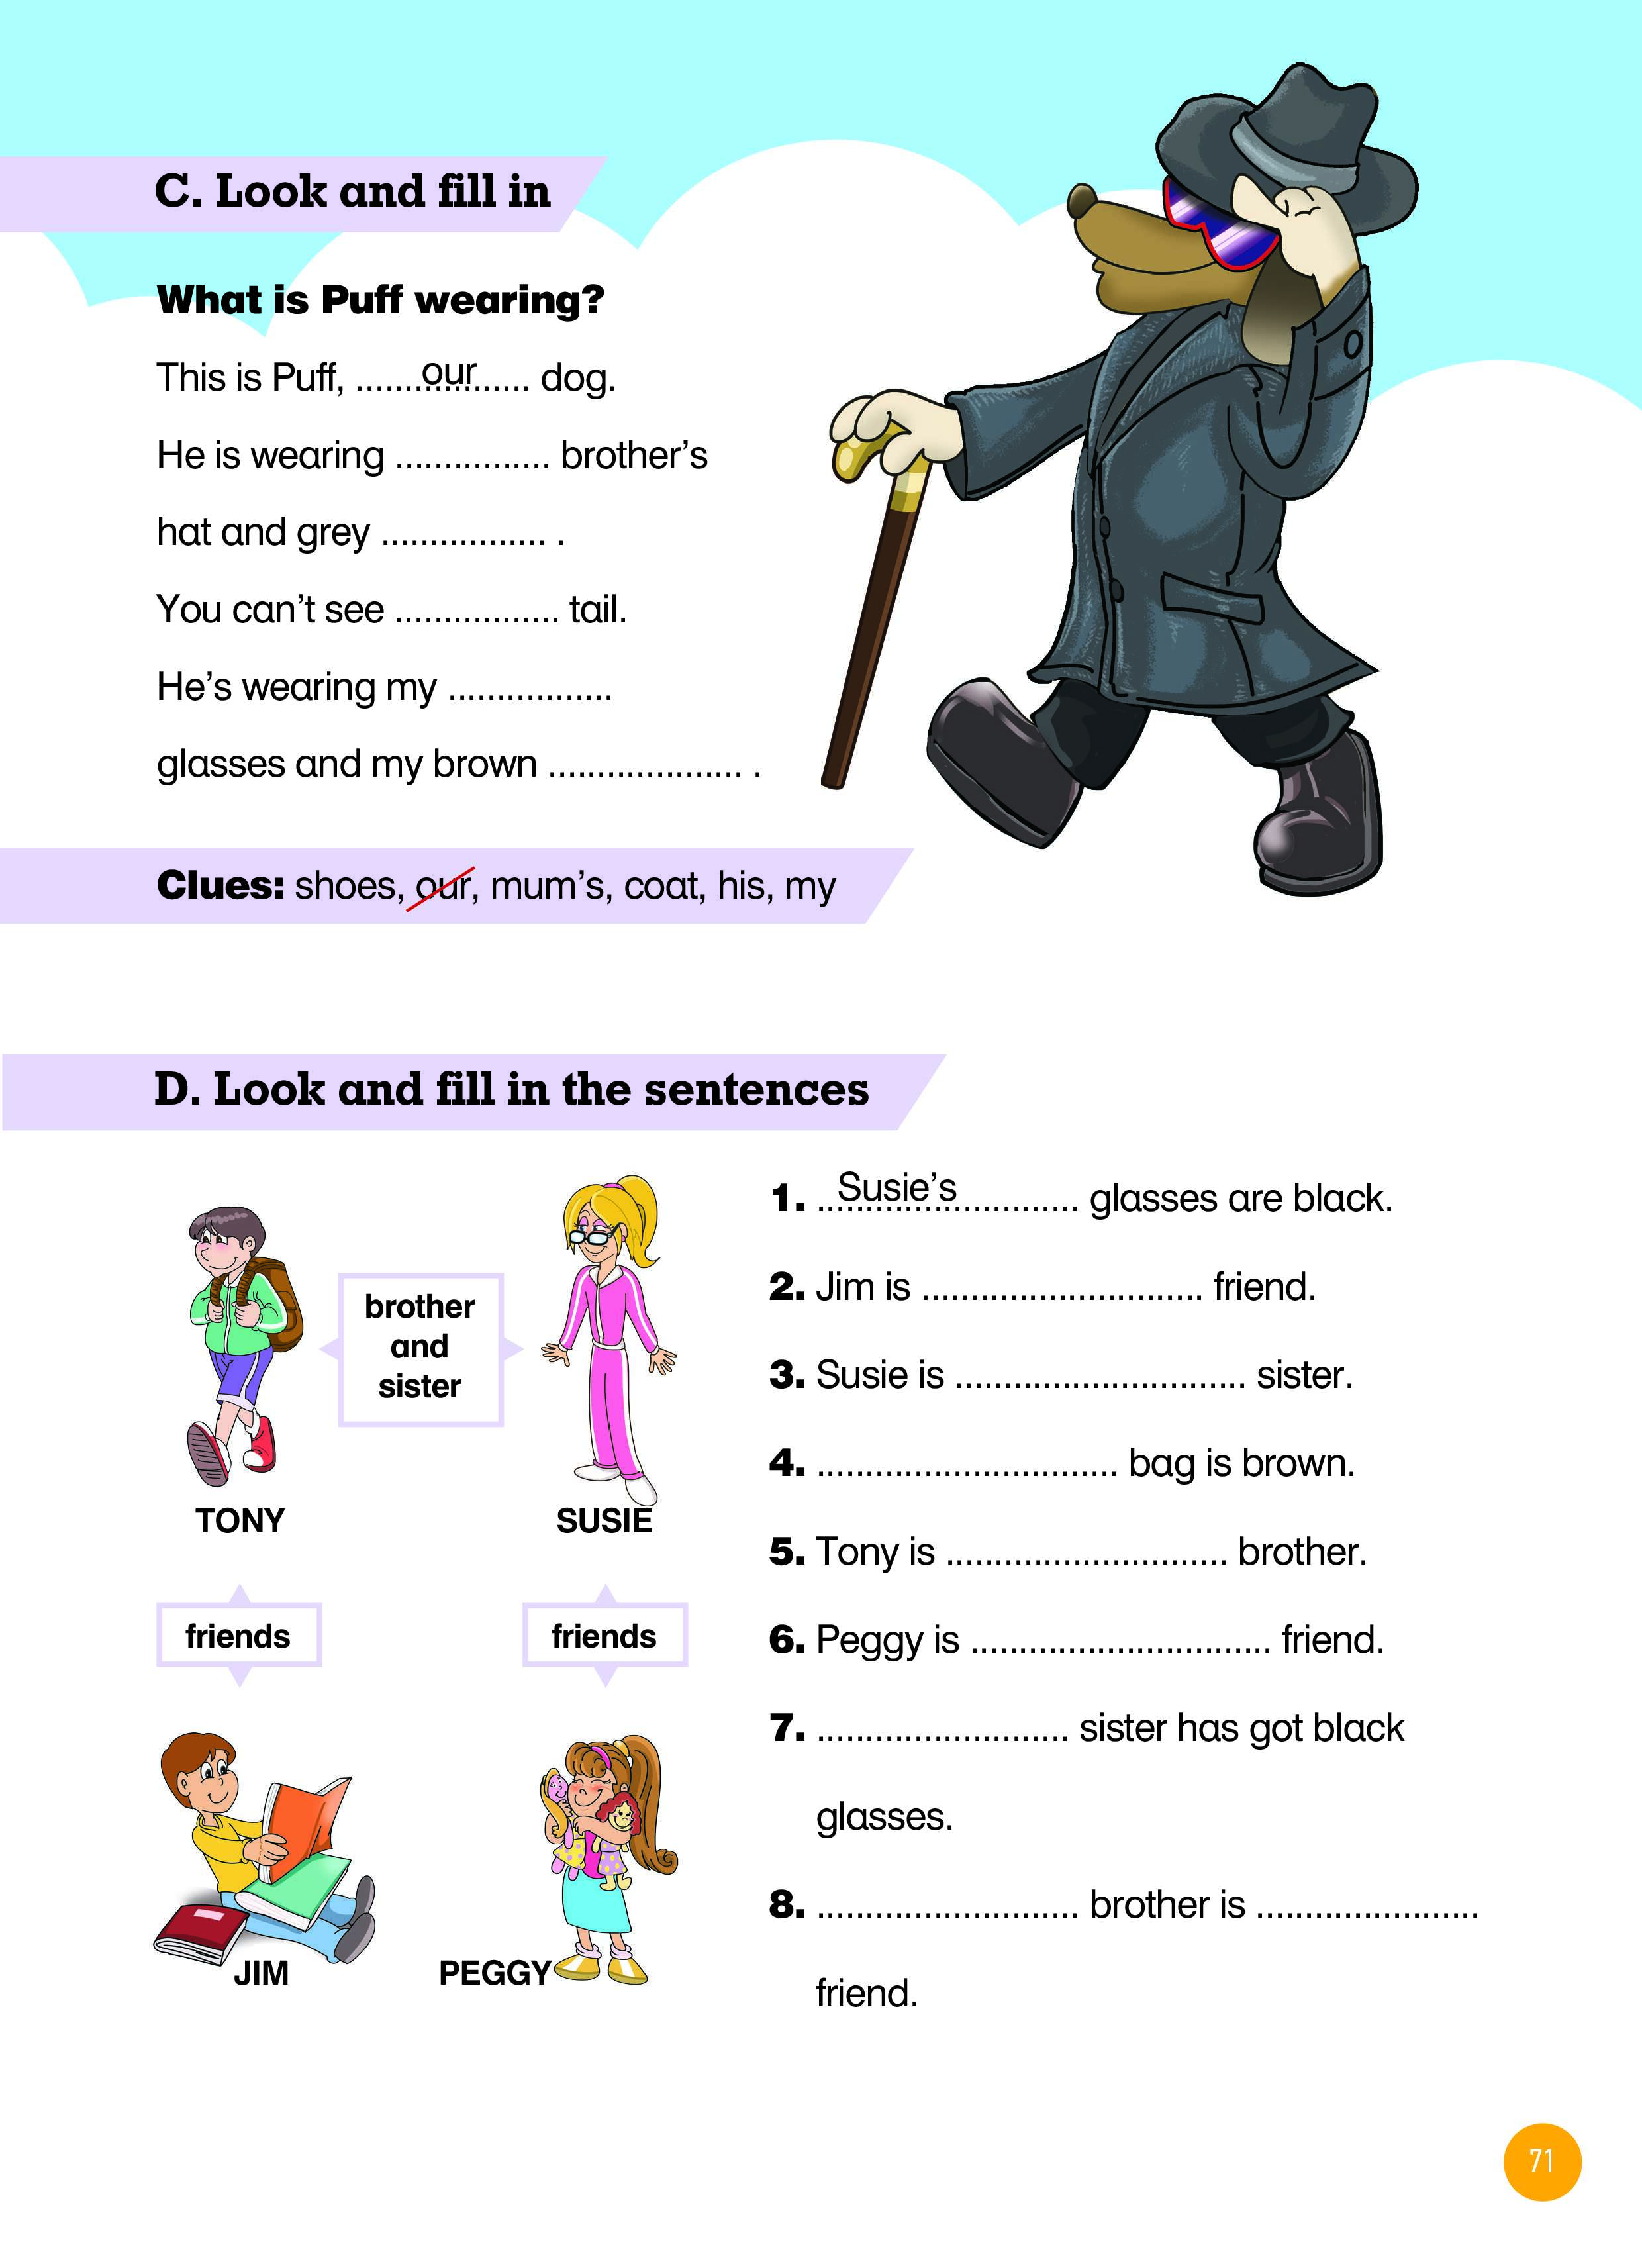 C. Look and fill in
What is Puff wearing?
This is Puff, ......our...... dog.
He is wearing ................ brother's
hat and grey ................. .
You can't see ................. tail.
He's wearing my .................
glasses and my brown .................... .
Clues: shoes, our, mum's, coat, his, my
D. Look and fill in the sentences
brother
and
sister
TONY
SUSIE
friends
friends
JIM
PEGGY
1. ..Susie's............ glasses are black.
2. Jim is ............................. friend.
3. Susie is .............................. sister.
4. ............................... bag is brown.
5. Tony is ............................. brother.
6. Peggy is ............................... friend.
7. .......................... sister has got black
glasses.
8. ........................... brother is .......................
friend.
71